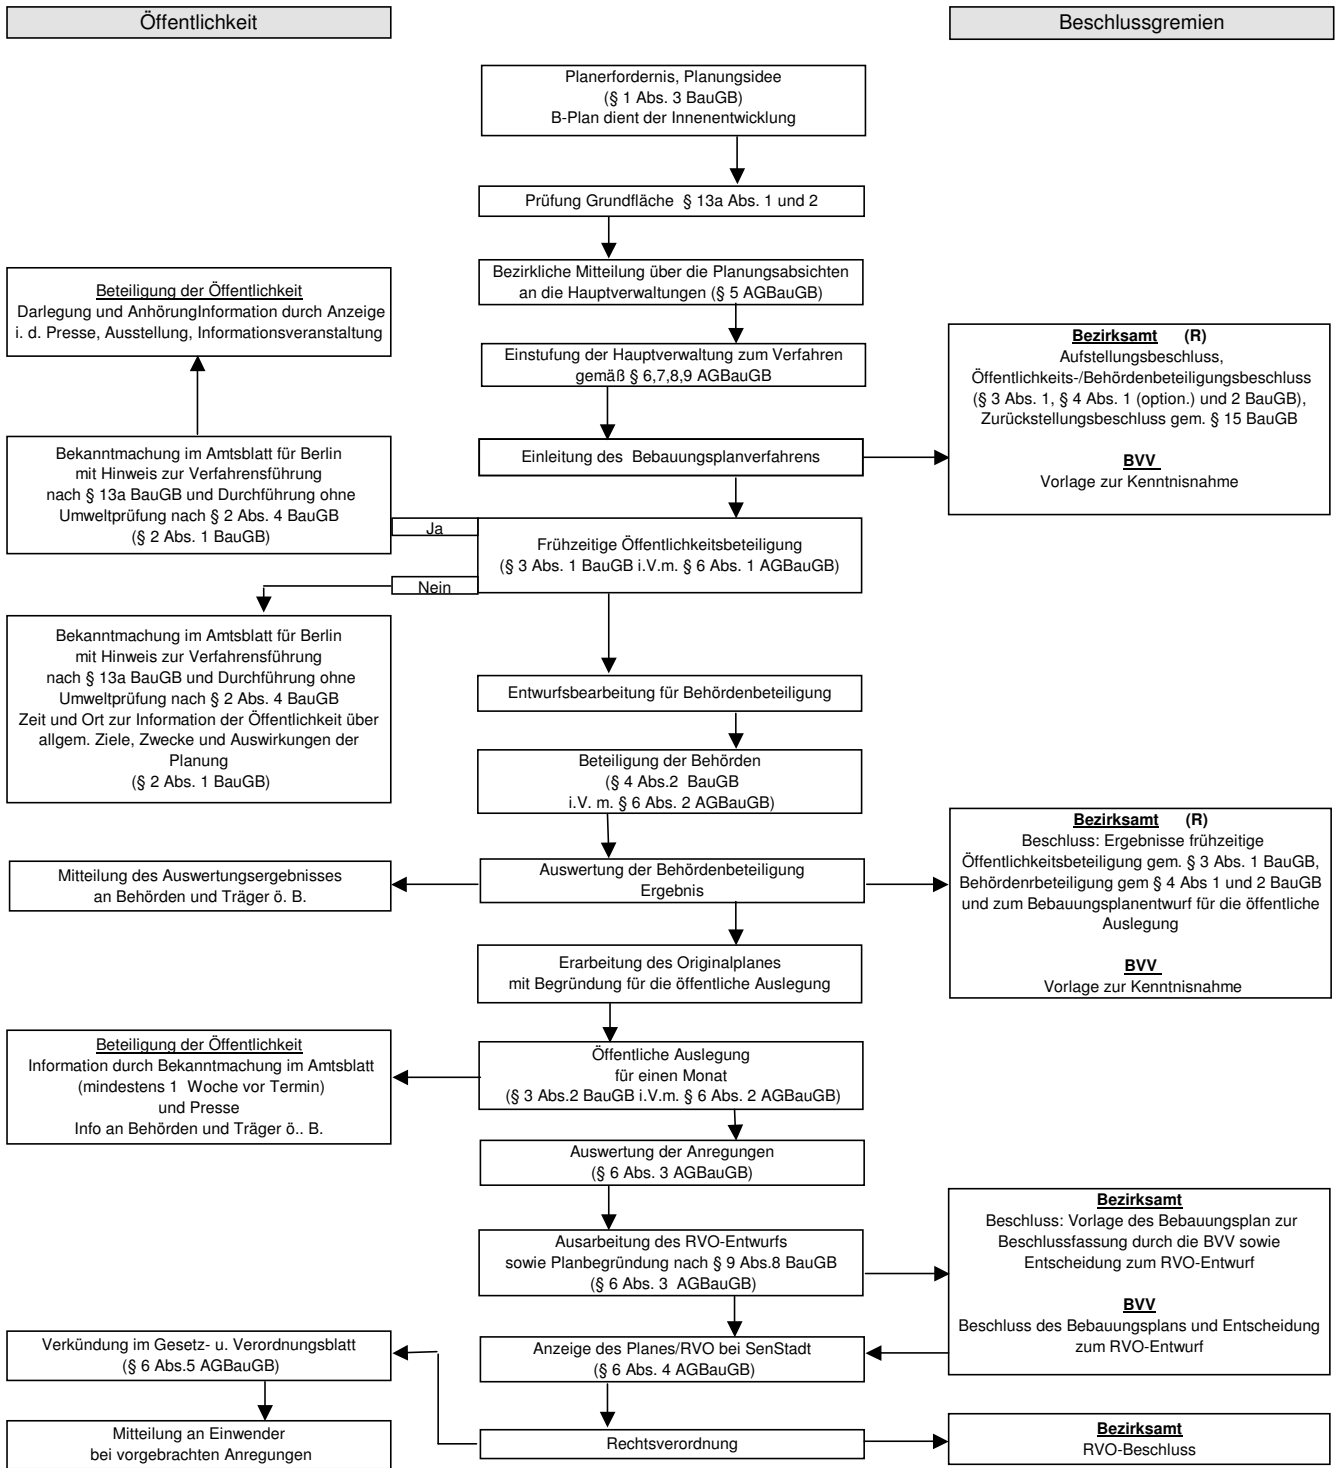 Öffentlichkeit
Beschlussgremien
Planerfordernis, Planungsidee
(§ 1 Abs. 3 BauGB)
B-Plan dient der Innenentwicklung
Prüfung Grundfläche § 13a Abs. 1 und 2
Bezirkliche Mitteilung über die Planungsabsichten
an die Hauptverwaltungen (§ 5 AGBauGB)
Beteiligung der Öffentlichkeit
Darlegung und AnhörungInformation durch Anzeige
i. d. Presse, Ausstellung, Informationsveranstaltung
Einstufung der Hauptverwaltung zum Verfahren
gemäß § 6,7,8,9 AGBauGB
Bezirksamt (R)
Aufstellungsbeschluss,
Öffentlichkeits-/Behördenbeteiligungsbeschluss
(§ 3 Abs. 1, § 4 Abs. 1 (option.) und 2 BauGB),
Zurückstellungsbeschluss gem. § 15 BauGB
BVV
Vorlage zur Kenntnisnahme
Einleitung des Bebauungsplanverfahrens
Bekanntmachung im Amtsblatt für Berlin
mit Hinweis zur Verfahrensführung
nach § 13a BauGB und Durchführung ohne
Umweltprüfung nach § 2 Abs. 4 BauGB
(§ 2 Abs. 1 BauGB)
Ja
Frühzeitige Öffentlichkeitsbeteiligung
(§ 3 Abs. 1 BauGB i.V.m. § 6 Abs. 1 AGBauGB)
Nein
Bekanntmachung im Amtsblatt für Berlin
mit Hinweis zur Verfahrensführung
nach § 13a BauGB und Durchführung ohne
Umweltprüfung nach § 2 Abs. 4 BauGB
Zeit und Ort zur Information der Öffentlichkeit über
allgem. Ziele, Zwecke und Auswirkungen der
Planung
(§ 2 Abs. 1 BauGB)
Entwurfsbearbeitung für Behördenbeteiligung
Beteiligung der Behörden
(§ 4 Abs.2 BauGB
i.V. m. § 6 Abs. 2 AGBauGB)
Bezirksamt (R)
Beschluss: Ergebnisse frühzeitige
Öffentlichkeitsbeteiligung gem. § 3 Abs. 1 BauGB,
Behördenrbeteiligung gem § 4 Abs 1 und 2 BauGB
und zum Bebauungsplanentwurf für die öffentliche
Auslegung
BVV
Vorlage zur Kenntnisnahme
Mitteilung des Auswertungsergebnisses
an Behörden und Träger ö. B.
Auswertung der Behördenbeteiligung
Ergebnis
Erarbeitung des Originalplanes
mit Begründung für die öffentliche Auslegung
Beteiligung der Öffentlichkeit
Information durch Bekanntmachung im Amtsblatt
(mindestens 1 Woche vor Termin)
und Presse
Info an Behörden und Träger ö.. B.
Öffentliche Auslegung
für einen Monat
(§ 3 Abs.2 BauGB i.V.m. § 6 Abs. 2 AGBauGB)
Auswertung der Anregungen
(§ 6 Abs. 3 AGBauGB)
Ausarbeitung des RVO-Entwurfs
sowie Planbegründung nach § 9 Abs.8 BauGB
(§ 6 Abs. 3 AGBauGB)
Bezirksamt
Beschluss: Vorlage des Bebauungsplan zur
Beschlussfassung durch die BVV sowie
Entscheidung zum RVO-Entwurf
BVV
Beschluss des Bebauungsplans und Entscheidung
zum RVO-Entwurf
Verkündung im Gesetz- u. Verordnungsblatt
(§ 6 Abs.5 AGBauGB)
Anzeige des Planes/RVO bei SenStadt
(§ 6 Abs. 4 AGBauGB)
Mitteilung an Einwender
bei vorgebrachten Anregungen
Rechtsverordnung
Bezirksamt
RVO-Beschluss